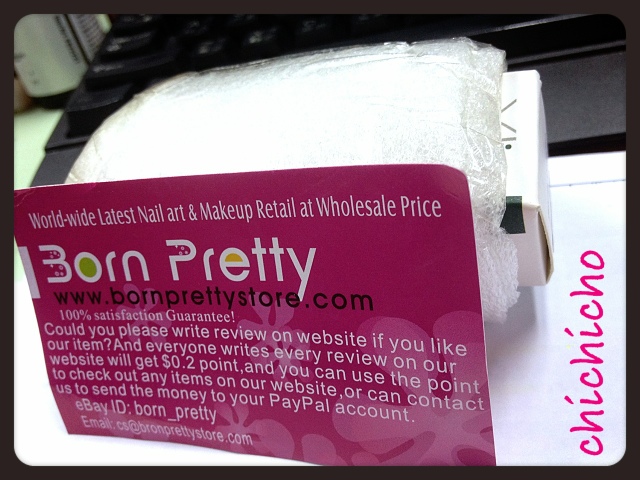 World-wide Latest Nail art & Makeup Retail at Wholesale Price
Born Pretty
www.bornprettystore.com
100% satisfaction Guarantee!
Could you please write review on website if you like
our item?And everyone writes every review on our
website will get $0.2 point,and you can use the point
to check out any items on our website,or can contact
us to send the money to your PayPal account.
eBay ID: born_pretty
Email: cs@bronprettystore.com
chichicho